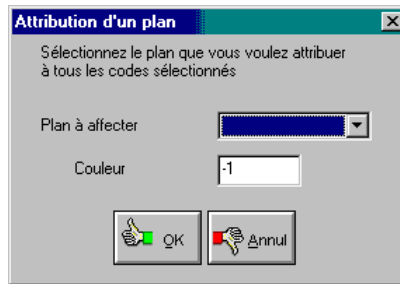 Attribution d'un plan
Sélectionnez le plan que vous voulez attribuer
à tous les codes sélectionnés
Plan à affecter
Couleur
-1
OK
Annul